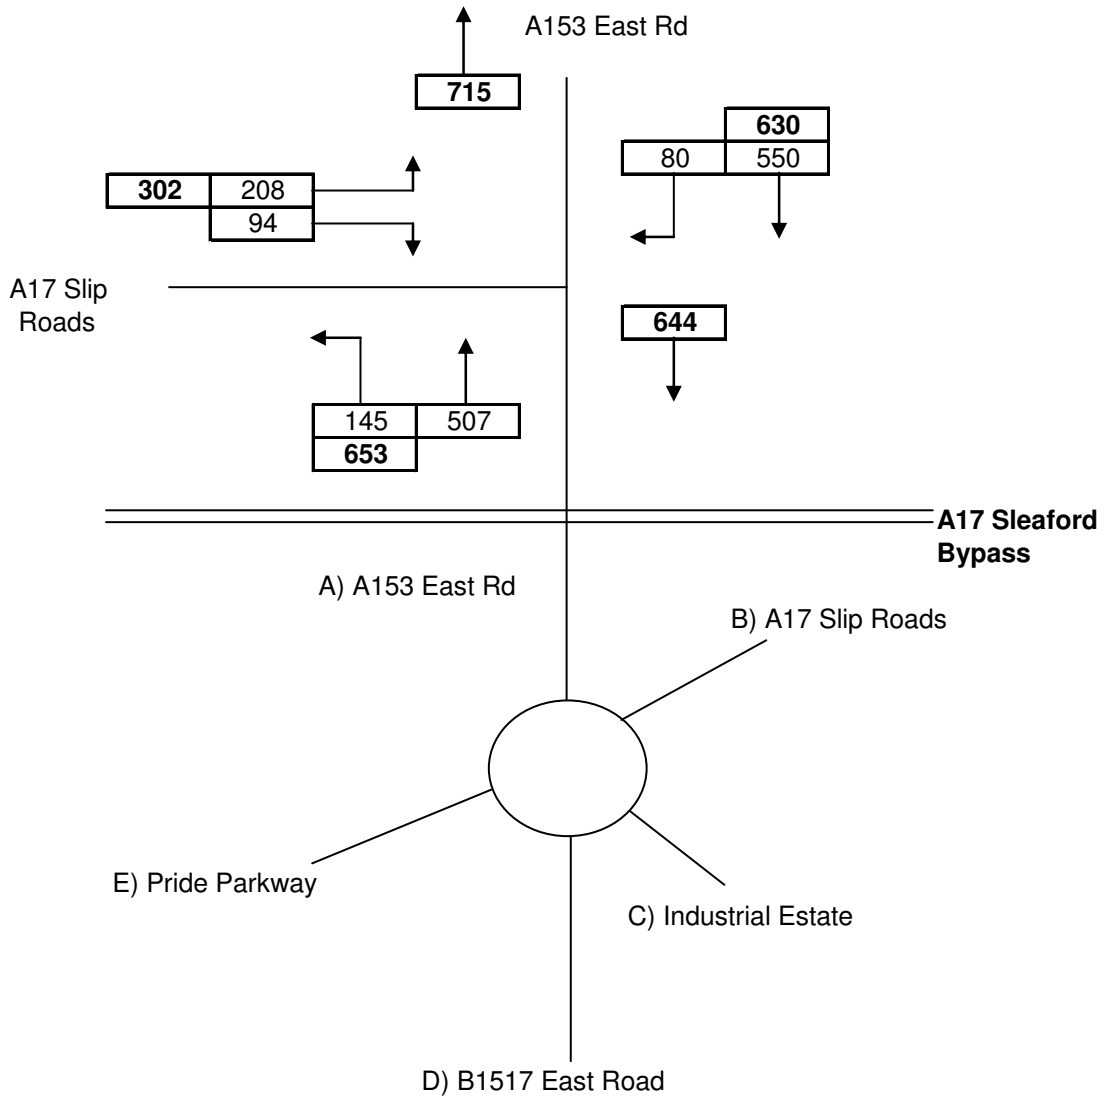 A153 East Rd
715
630
80 550
302 208
94
A17 Slip
Roads
644
145 507
653
A17 Sleaford
Bypass
A) A153 East Rd
B) A17 Slip Roads
E) Pride Parkway
C) Industrial Estate
D) B1517 East Road